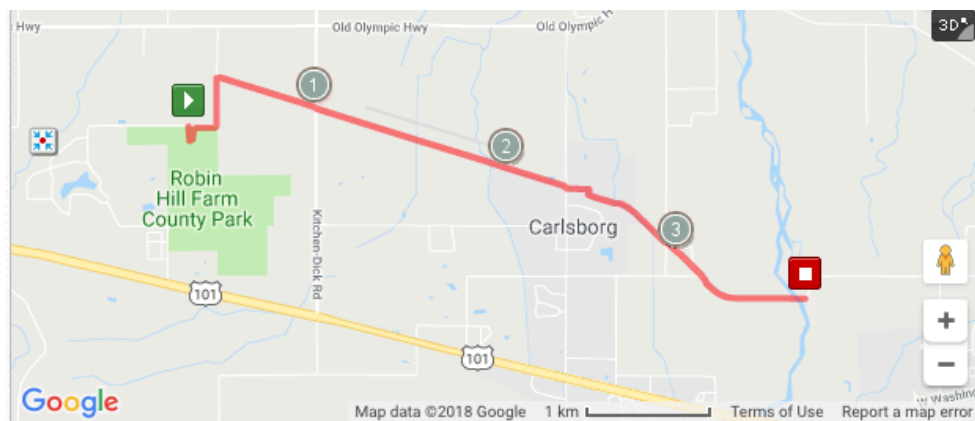 Hwy
Old Olympic Hwy
Old Olympic H
3D
1
2
Robin
Hill Farm
County Park
Kitchen-Dick Rd
Carlsborg
3
101
101
Google
Map data ©2018 Google
1 km
Terms of Use
Report a map error
W Washing